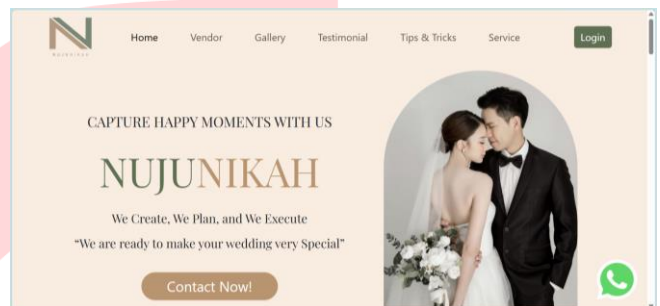 NUJUNIKAH
Home Vendor Gallery Testimonial Tips & Tricks Service Login
CAPTURE HAPPY MOMENTS WITH US
NUJUNIKAH
We Create, We Plan, and We Execute
“We are ready to make your wedding very Special”
Contact Now!